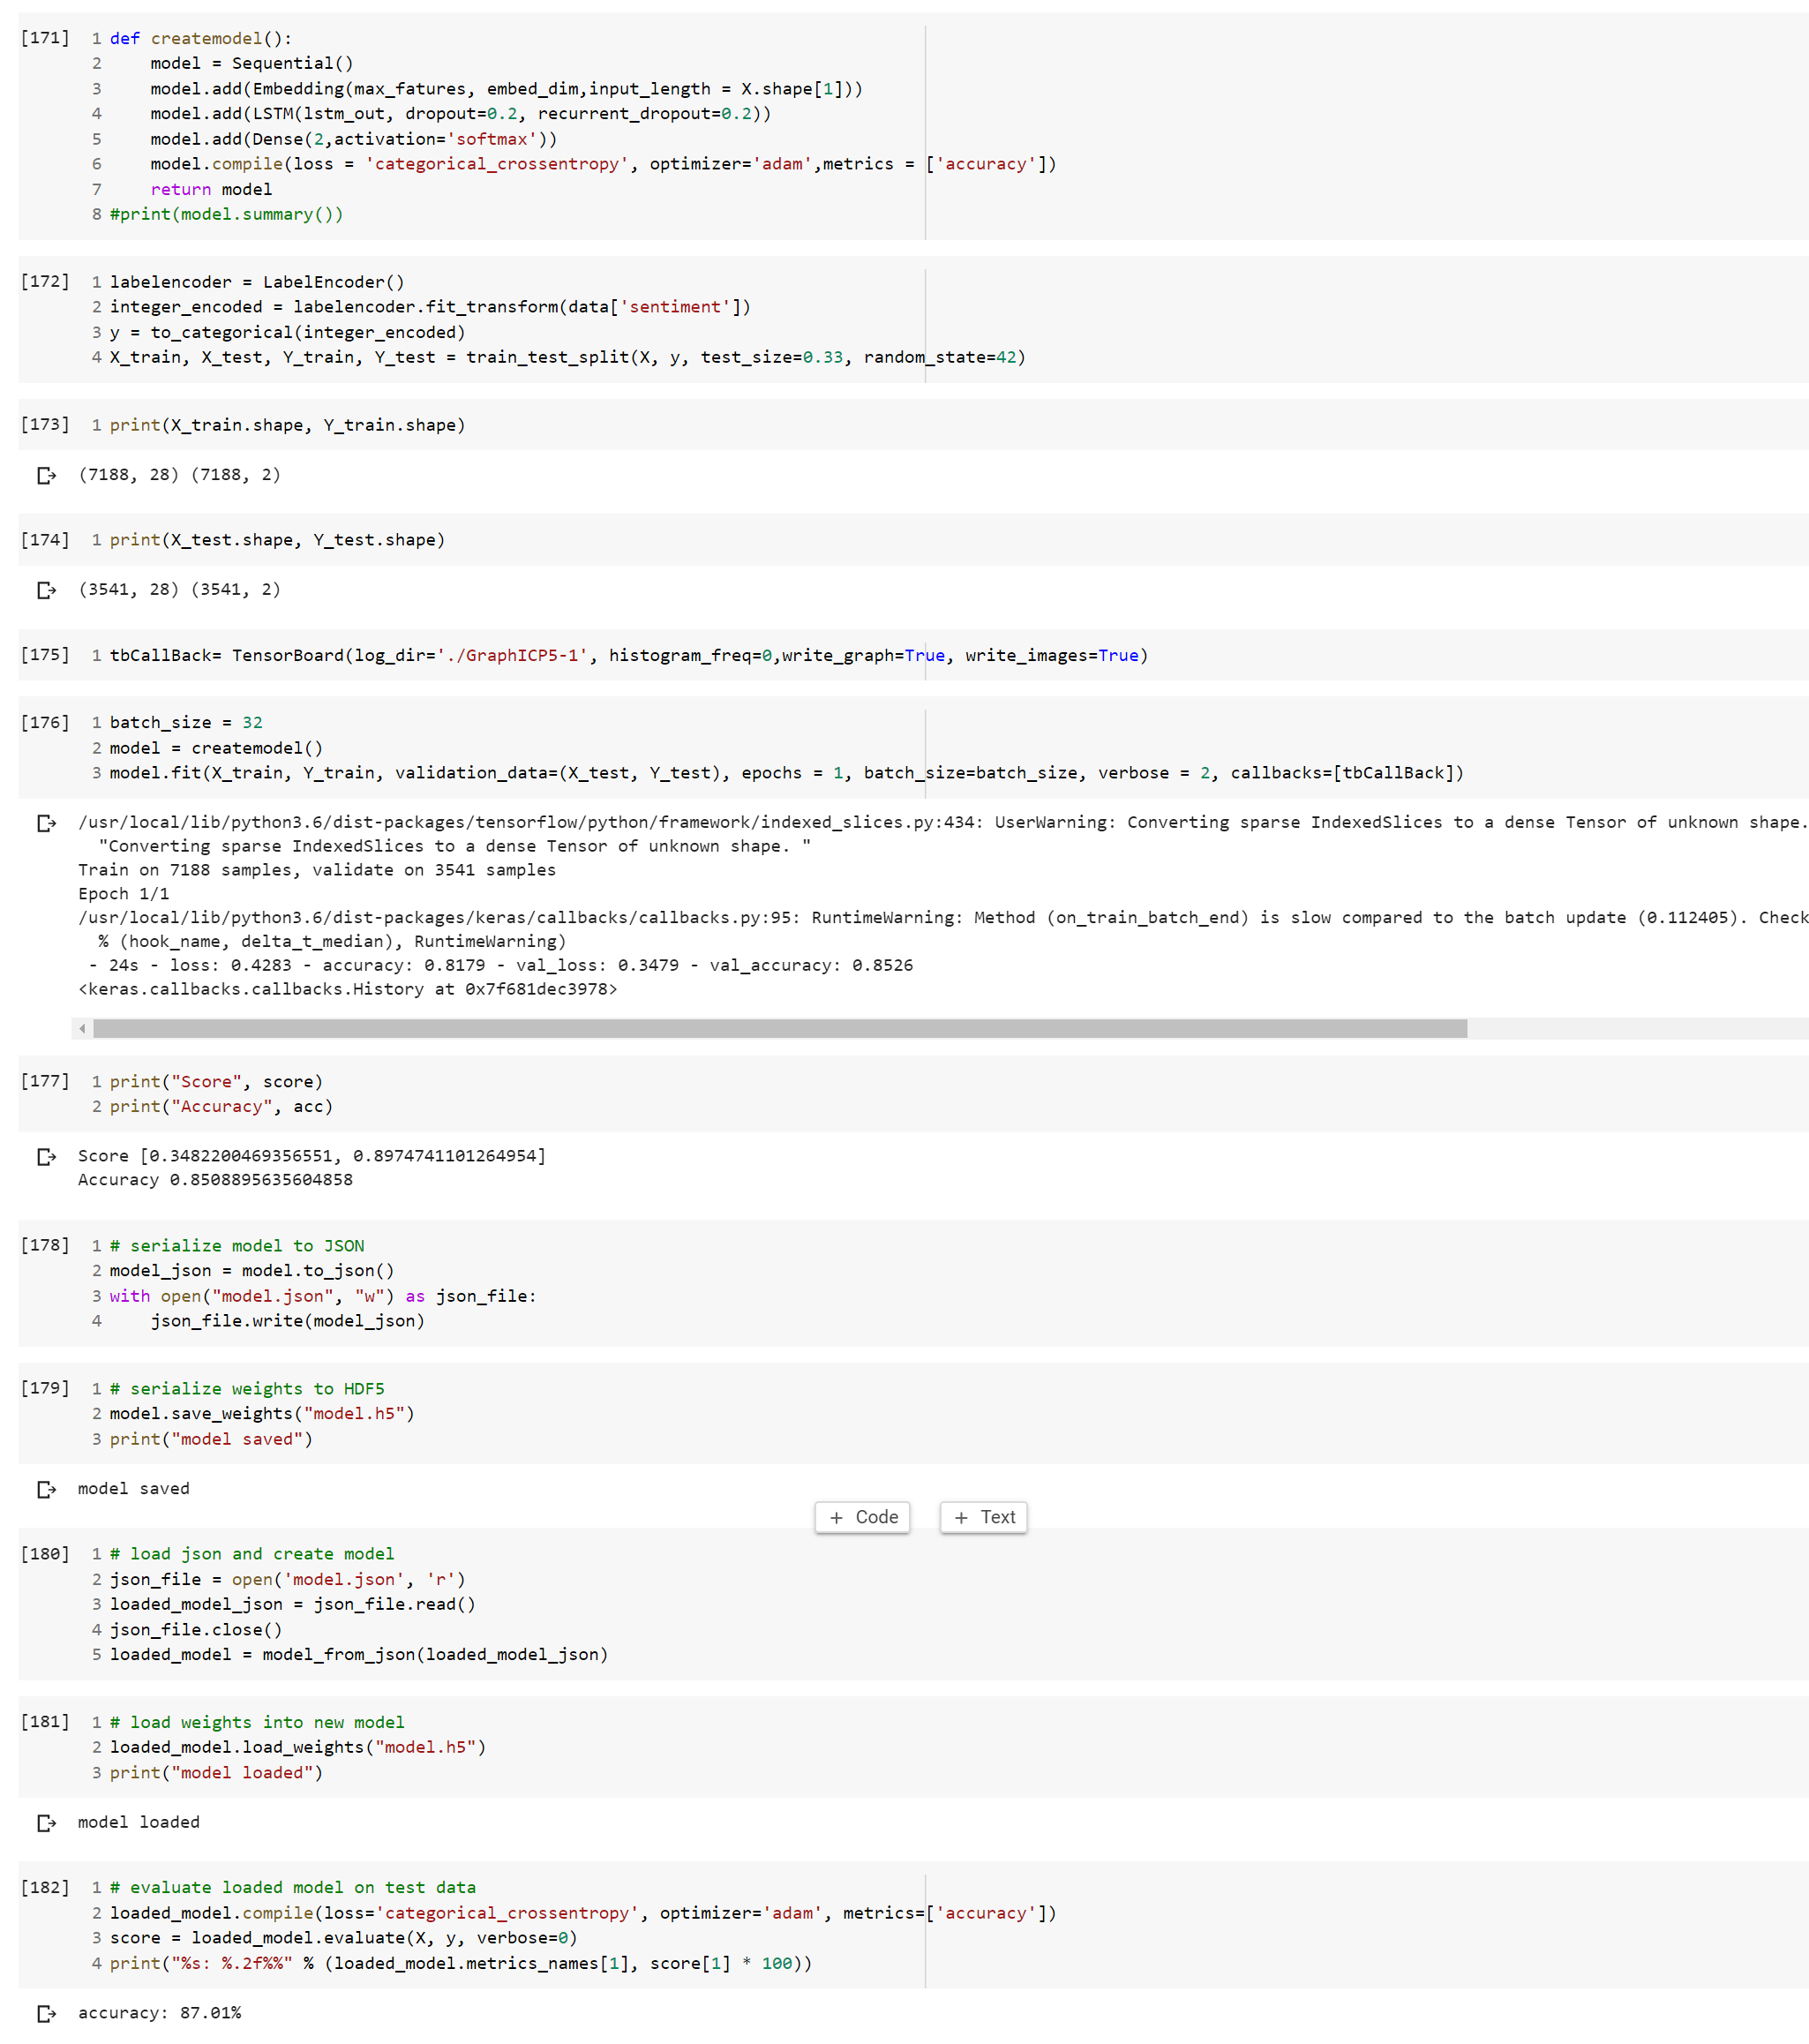 [171] 1 def createmodel():
2     model = Sequential()
3     model.add(Embedding(max_fatures, embed_dim,input_length = X.shape[1]))
4     model.add(LSTM(lstm_out, dropout=0.2, recurrent_dropout=0.2))
5     model.add(Dense(2,activation='softmax'))
6     model.compile(loss = 'categorical_crossentropy', optimizer='adam',metrics = ['accuracy'])
7     return model
8 #print(model.summary())
[172] 1 labelencoder = LabelEncoder()
2 integer_encoded = labelencoder.fit_transform(data['sentiment'])
3 y = to_categorical(integer_encoded)
4 X_train, X_test, Y_train, Y_test = train_test_split(X, y, test_size=0.33, random_state=42)
[173] 1 print(X_train.shape, Y_train.shape)
(7188, 28) (7188, 2)
[174] 1 print(X_test.shape, Y_test.shape)
(3541, 28) (3541, 2)
[175] 1 tbCallBack= TensorBoard(log_dir='./GraphICP5-1', histogram_freq=0,write_graph=True, write_images=True)
[176] 1 batch_size = 32
2 model = createmodel()
3 model.fit(X_train, Y_train, validation_data=(X_test, Y_test), epochs = 1, batch_size=batch_size, verbose = 2, callbacks=[tbCallBack])
/usr/local/lib/python3.6/dist-packages/tensorflow/python/framework/indexed_slices.py:434: UserWarning: Converting sparse IndexedSlices to a dense Tensor of unknown shape.
"Converting sparse IndexedSlices to a dense Tensor of unknown shape. "
Train on 7188 samples, validate on 3541 samples
Epoch 1/1
/usr/local/lib/python3.6/dist-packages/keras/callbacks/callbacks.py:95: RuntimeWarning: Method (on_train_batch_end) is slow compared to the batch update (0.112405). Check
% (hook_name, delta_t_median), RuntimeWarning)
- 24s - loss: 0.4283 - accuracy: 0.8179 - val_loss: 0.3479 - val_accuracy: 0.8526
<keras.callbacks.callbacks.History at 0x7f681dec3978>
[177] 1 print("Score", score)
2 print("Accuracy", acc)
Score [0.3482200469356551, 0.8974741101264954]
Accuracy 0.8508895635604858
[178] 1 # serialize model to JSON
2 model_json = model.to_json()
3 with open("model.json", "w") as json_file:
4     json_file.write(model_json)
[179] 1 # serialize weights to HDF5
2 model.save_weights("model.h5")
3 print("model saved")
model saved
+ Code + Text
[180] 1 # load json and create model
2 json_file = open('model.json', 'r')
3 loaded_model_json = json_file.read()
4 json_file.close()
5 loaded_model = model_from_json(loaded_model_json)
[181] 1 # load weights into new model
2 loaded_model.load_weights("model.h5")
3 print("model loaded")
model loaded
[182] 1 # evaluate loaded model on test data
2 loaded_model.compile(loss='categorical_crossentropy', optimizer='adam', metrics=['accuracy'])
3 score = loaded_model.evaluate(X, y, verbose=0)
4 print("%s: %.2f%%" % (loaded_model.metrics_names[1], score[1] * 100))
accuracy: 87.01%